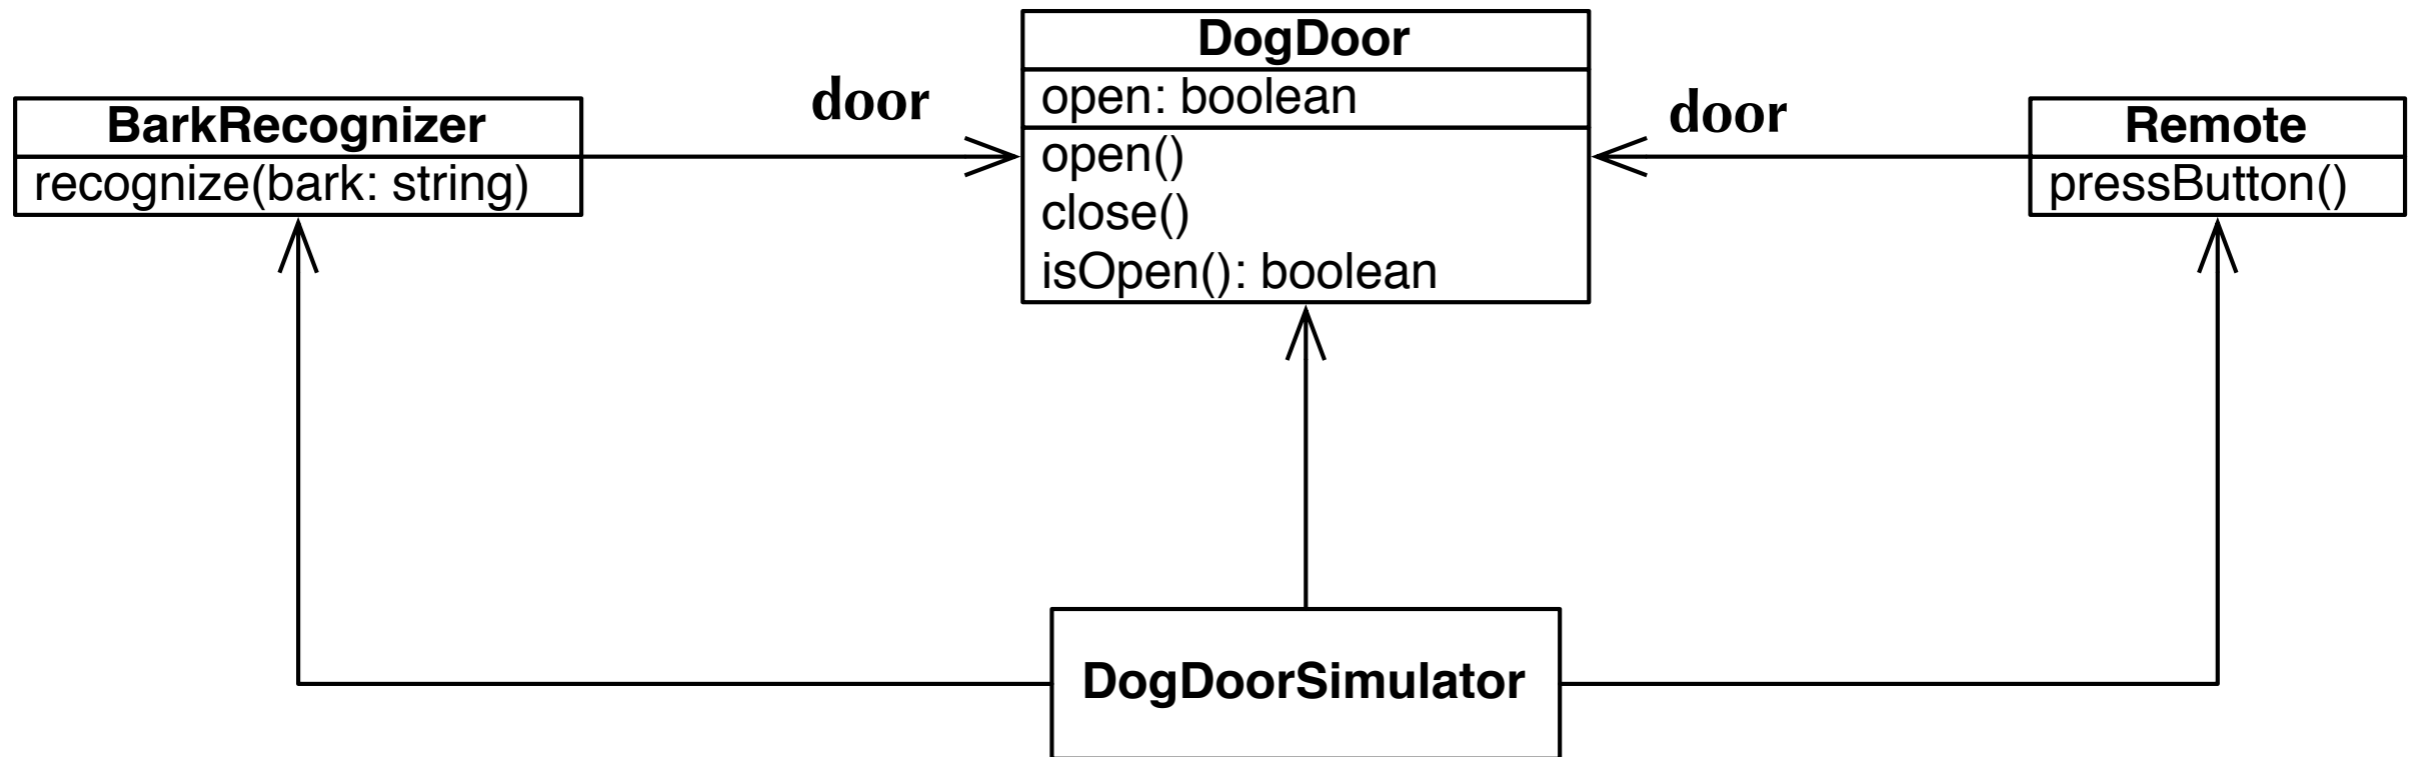 BarkRecognizer
recognize(bark: string)
door
DogDoor
open: boolean
open()
close()
isOpen(): boolean
door
Remote
pressButton()
DogDoorSimulator